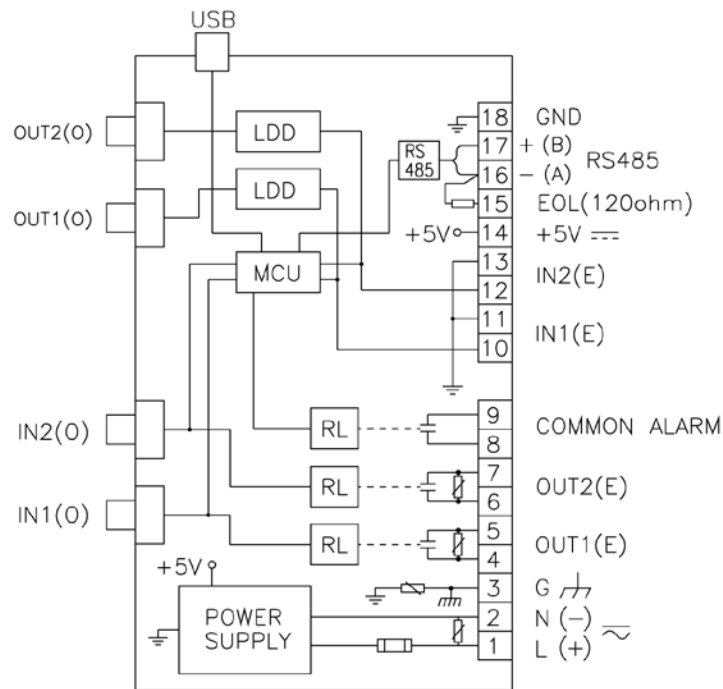 USB
OUT2(O)
LDD
18 GND
RS 485
17 + (B)
RS485
16 - (A)
OUT1(O)
LDD
15 EOL(120ohm)
+5V 14 +5V
MCU
13
IN2(E)
12
11
IN1(E)
10
IN2(O)
RL
9
COMMON ALARM
8
RL
7
OUT2(E)
6
IN1(O)
RL
5
OUT1(E)
4
+5V
3 G
POWER
SUPPLY
2 N (-)
1 L (+)